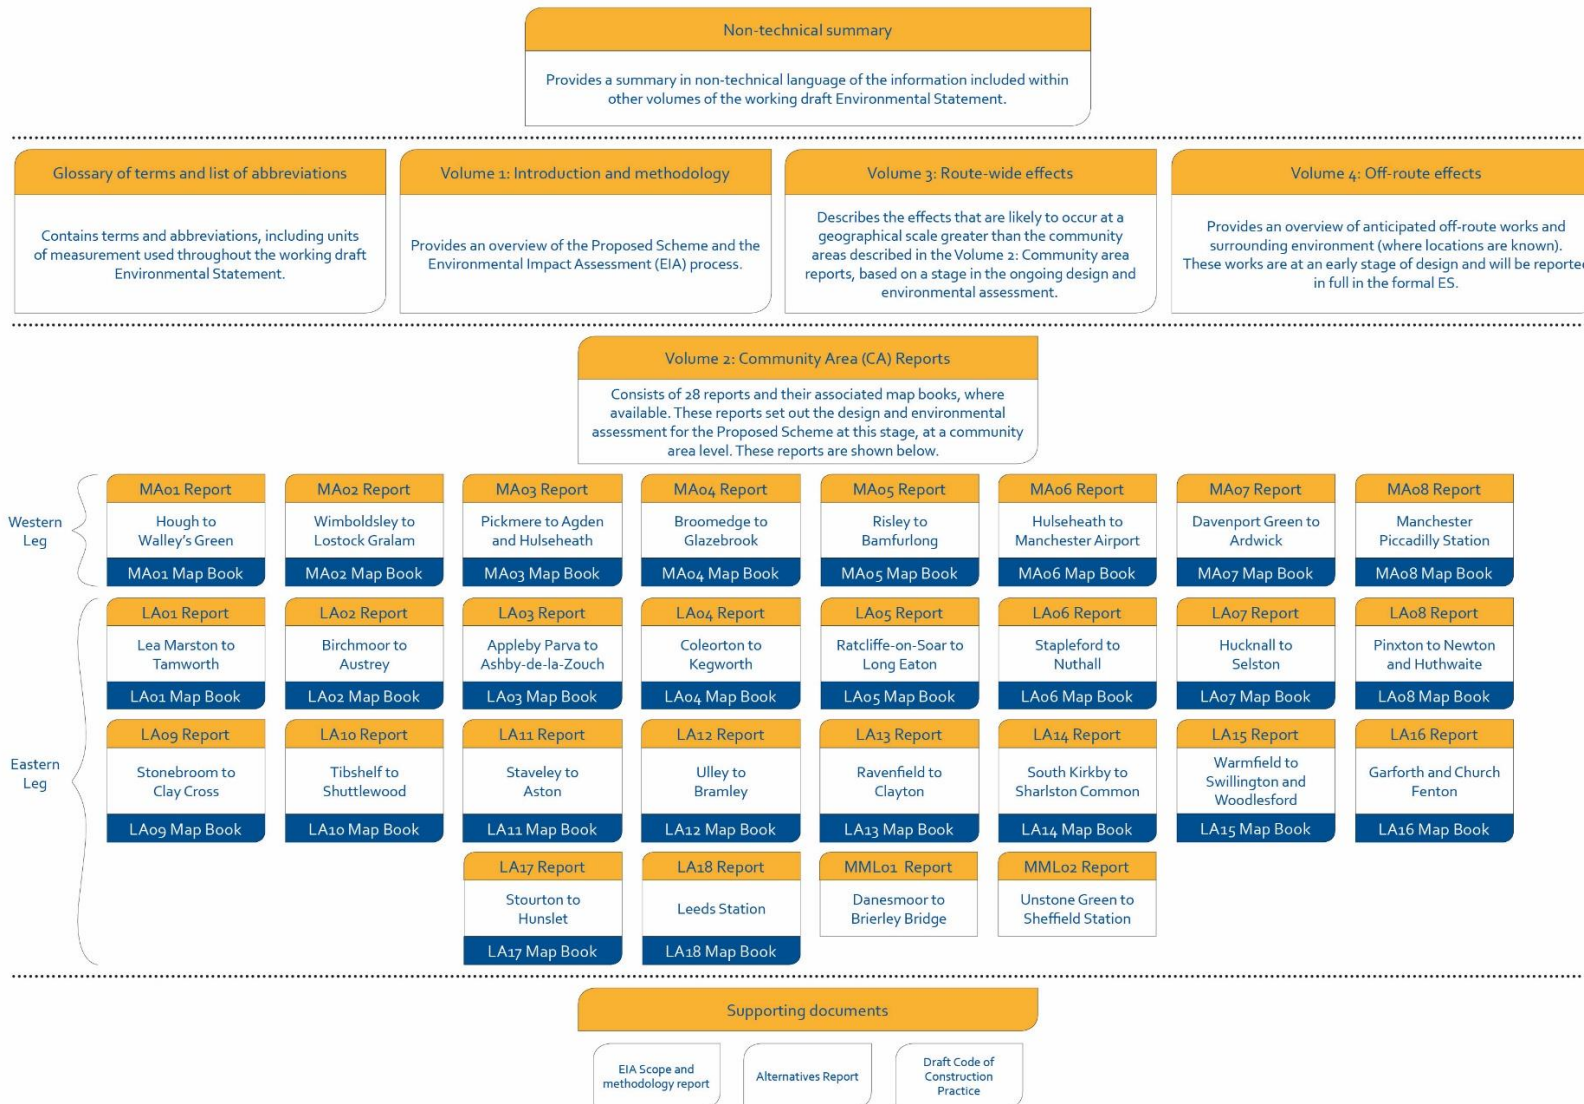 Non-technical summary
Provides a summary in non-technical language of the information included within
other volumes of the working draft Environmental Statement.
Glossary of terms and list of abbreviations
Contains terms and abbreviations, including units
of measurement used throughout the working draft
Environmental Statement.
Volume 1: Introduction and methodology
Provides an overview of the Proposed Scheme and the
Environmental Impact Assessment (EIA) process.
Volume 3: Route-wide effects
Describes the effects that are likely to occur at a
geographical scale greater than the community
areas described in the Volume 2: Community area
reports, based on a stage in the ongoing design and
environmental assessment.
Volume 4: Off-route effects
Provides an overview of anticipated off-route works and
surrounding environment (where locations are known).
These works are at an early stage of design and will be reported
in full in the formal ES.
Volume 2: Community Area (CA) Reports
Consists of 28 reports and their associated map books, where
available. These reports set out the design and environmental
assessment for the Proposed Scheme at this stage, at a community
area level. These reports are shown below.
Western
Leg
MA01 Report
Hough to
Walley's Green
MA01 Map Book
MA02 Report
Wimboldsley to
Lostock Gralam
MA02 Map Book
MA03 Report
Pickmere to Agden
and Hulseheath
MA03 Map Book
MA04 Report
Broomedge to
Glazebrook
MA04 Map Book
MA05 Report
Risley to
Bamfurlong
MA05 Map Book
MA06 Report
Hulseheath to
Manchester Airport
MA06 Map Book
MA07 Report
Davenport Green to
Ardwick
MA07 Map Book
MA08 Report
Manchester
Piccadilly Station
MA08 Map Book
Eastern
Leg
LA01 Report
Lea Marston to
Tamworth
LA01 Map Book
LA02 Report
Birchmoor to
Austrey
LA02 Map Book
LA03 Report
Appleby Parva to
Ashby-de-la-Zouch
LA03 Map Book
LA04 Report
Coleorton to
Kegworth
LA04 Map Book
LA05 Report
Ratcliffe-on-Soar to
Long Eaton
LA05 Map Book
LA06 Report
Stapleford to
Nuthall
LA06 Map Book
LA07 Report
Hucknall to
Selston
LA07 Map Book
LA08 Report
Pinxton to Newton
and Huthwaite
LA08 Map Book
LA09 Report
Stonebroom to
Clay Cross
LA09 Map Book
LA10 Report
Tibshelf to
Shuttlewood
LA10 Map Book
LA11 Report
Staveley to
Aston
LA11 Map Book
LA12 Report
Ulley to
Bramley
LA12 Map Book
LA13 Report
Ravenfield to
Clayton
LA13 Map Book
LA14 Report
South Kirkby to
Sharlston Common
LA14 Map Book
LA15 Report
Warmfield to
Swillington and
Woodlesford
LA15 Map Book
LA16 Report
Garforth and Church
Fenton
LA16 Map Book
LA17 Report
Stourton to
Hunslet
LA17 Map Book
LA18 Report
Leeds Station
LA18 Map Book
MML01 Report
Danesmoor to
Brierley Bridge
MML02 Report
Unstone Green to
Sheffield Station
Supporting documents
EIA Scope and
methodology report
Alternatives Report
Draft Code of
Construction
Practice